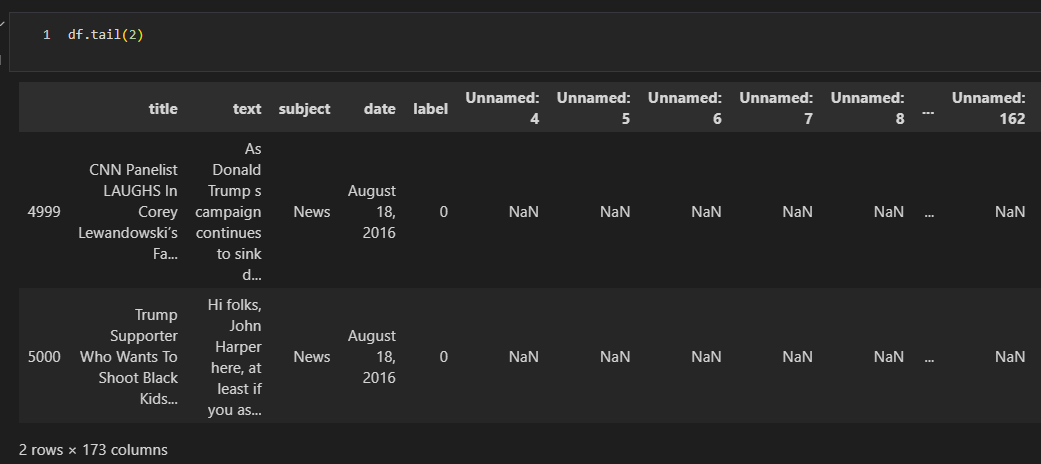 1 df.tail(2)
title text subject date label Unnamed: 4 Unnamed: 5 Unnamed: 6 Unnamed: 7 Unnamed: 8 ... Unnamed: 162
4999 CNN Panelist LAUGHS In Corey Lewandowski’s Fa... As Donald Trump s campaign continues to sink d... News August 18, 2016 0 NaN NaN NaN NaN NaN ... NaN
5000 Trump Supporter Who Wants To Shoot Black Kids... Hi folks, John Harper here, at least if you as... News August 18, 2016 0 NaN NaN NaN NaN NaN ... NaN
2 rows × 173 columns